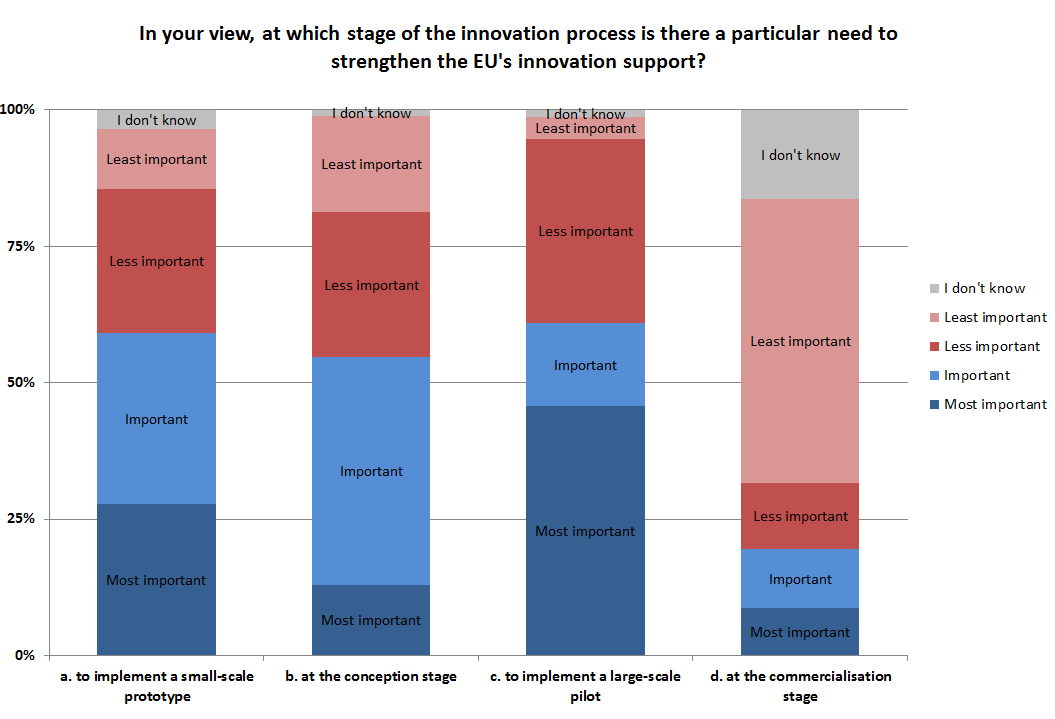 In your view, at which stage of the innovation process is there a particular need to
strengthen the EU's innovation support?
100%
75%
50%
25%
0%
I don't know
Least important
Less important
Important
Most important
I don't know
Least important
Less important
Important
Most important
I don't know
Least important
Less important
Important
Most important
I don't know
Least important
Less important
Important
Most important
a. to implement a small-scale
prototype
b. at the conception stage
c. to implement a large-scale
pilot
d. at the commercialisation
stage
I don't know
Least important
Less important
Important
Most important